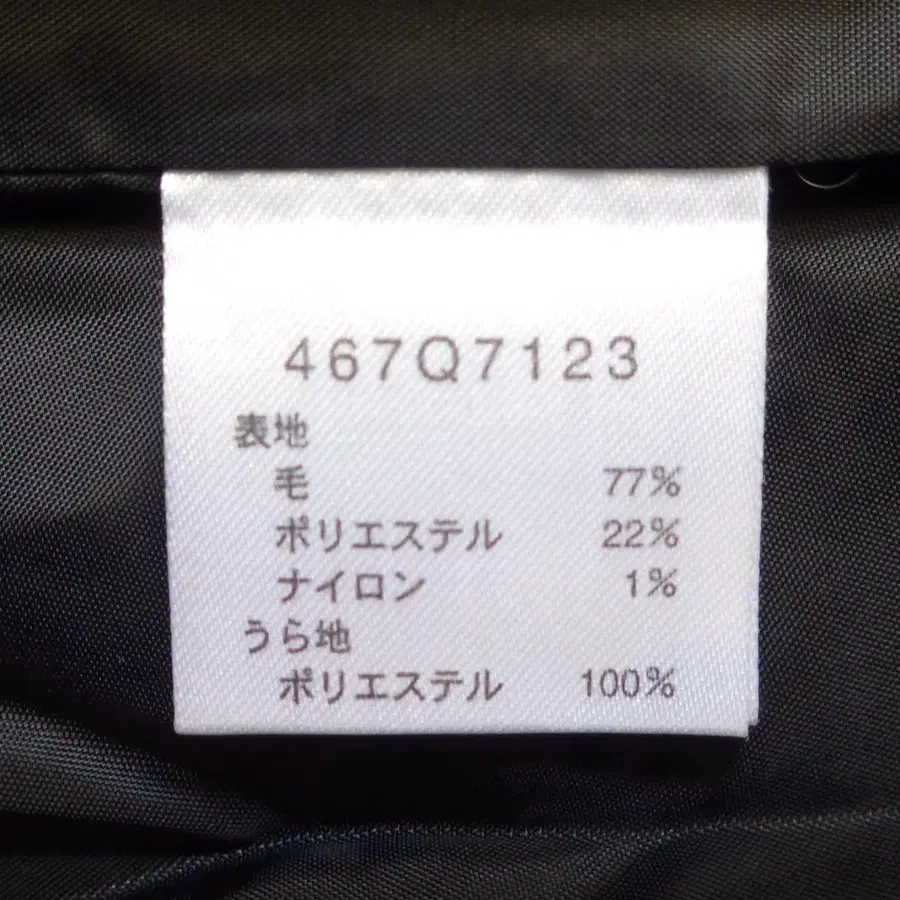 467Q7123
表地
毛 77%
ポリエステル 22%
ナイロン 1%
うら地
ポリエステル 100%